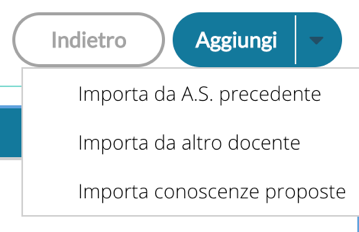 Indietro Aggiungi
Importa da A.S. precedente
Importa da altro docente
Importa conoscenze proposte